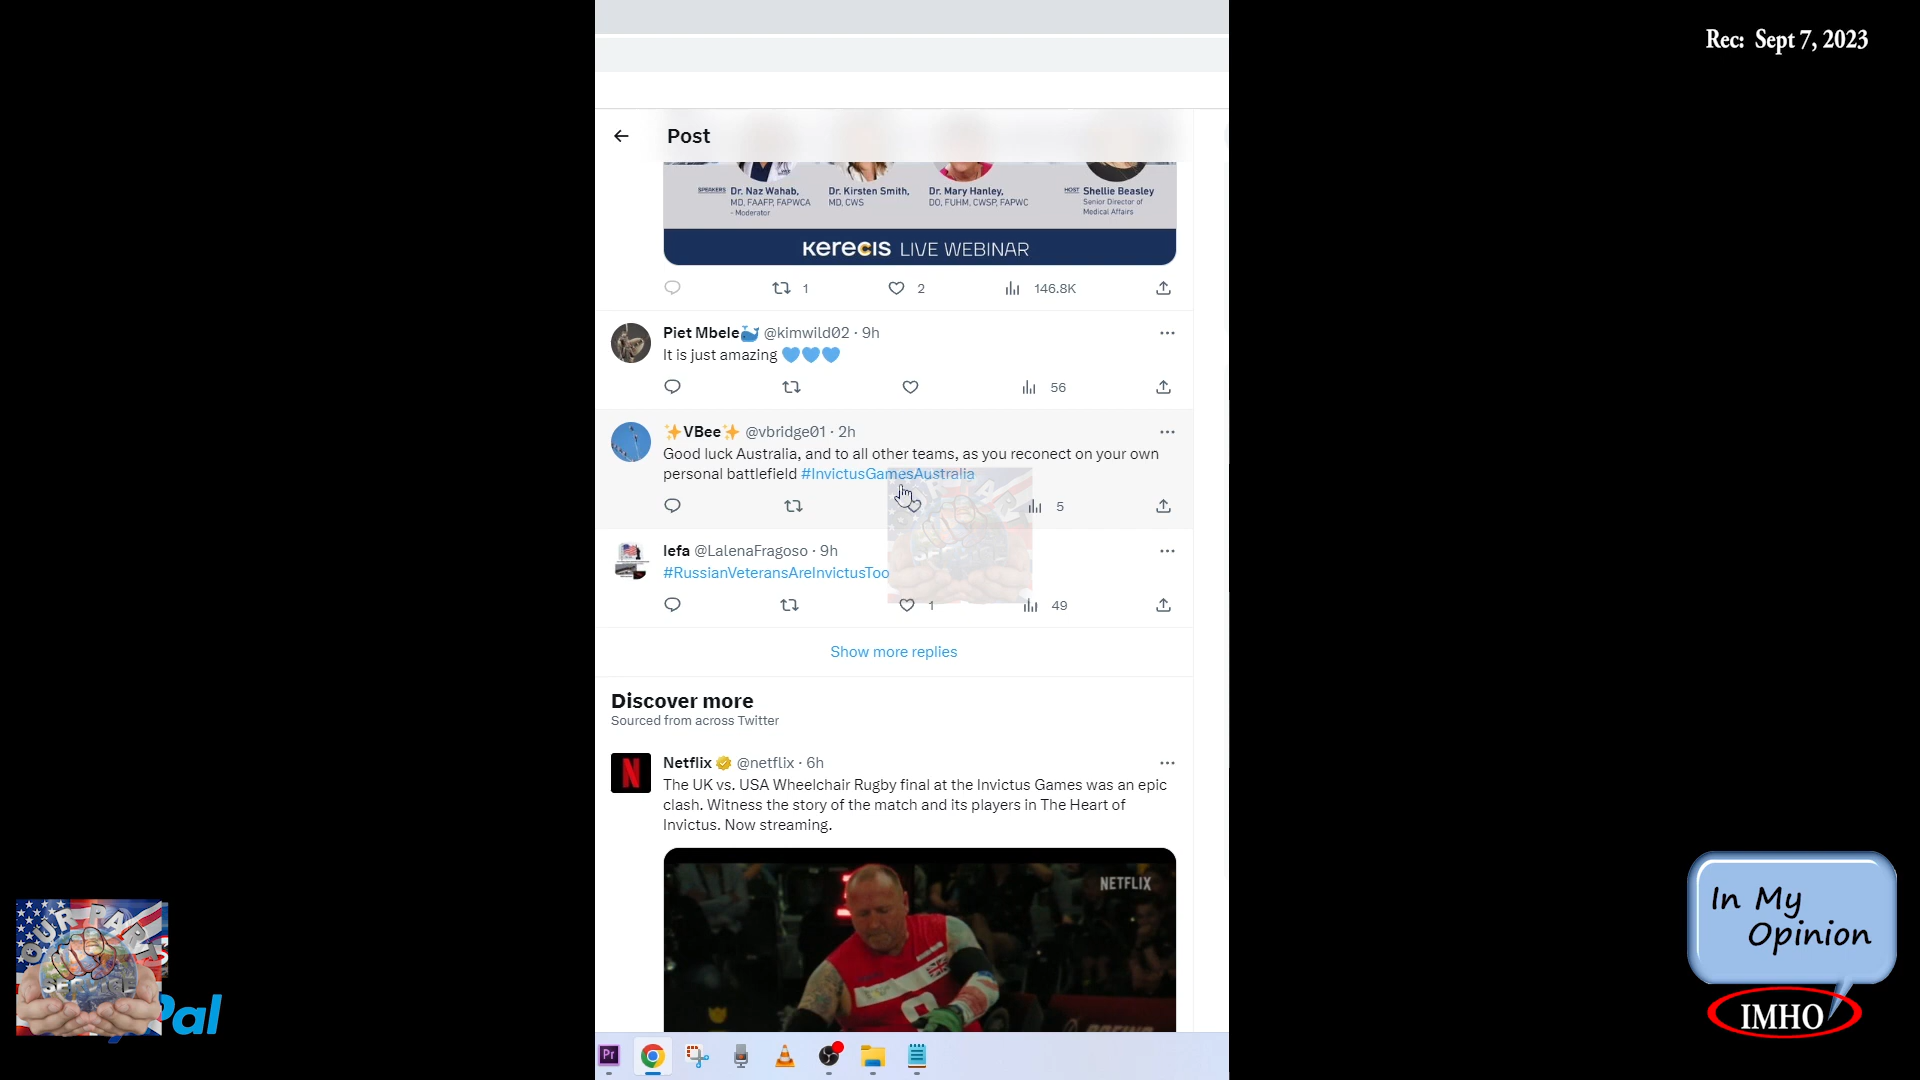 Rec: Sept 7, 2023
Post
SPEAKERS Dr. Naz Wahab, Dr. Kirsten Smith, Dr. Mary Hanley, HOST Shellie Beasley
MD, FAAFP, FAPWCA MD, CWS DO, FUHM, CWSP, FAPWC Senior Director of
- Moderator Medical Affairs
Kerecis LIVE WEBINAR
1 2 146.8K
Piet Mbele🐳 @kimwild02 · 9h
It is just amazing 💙💙💙
56
✨VBee✨ @vbridge01 · 2h
Good luck Australia, and to all other teams, as you reconect on your own
personal battlefield #InvictusGamesAustralia
5
lefa @LalenaFragoso · 9h
#RussianVeteransAreInvictusToo
1 49
Show more replies
Discover more
Sourced from across Twitter
Netflix @netflix · 6h
The UK vs. USA Wheelchair Rugby final at the Invictus Games was an epic
clash. Witness the story of the match and its players in The Heart of
Invictus. Now streaming.
NETFLIX
N
Pr
OUR PART
SERVICE
Pal
In My
Opinion
IMHO